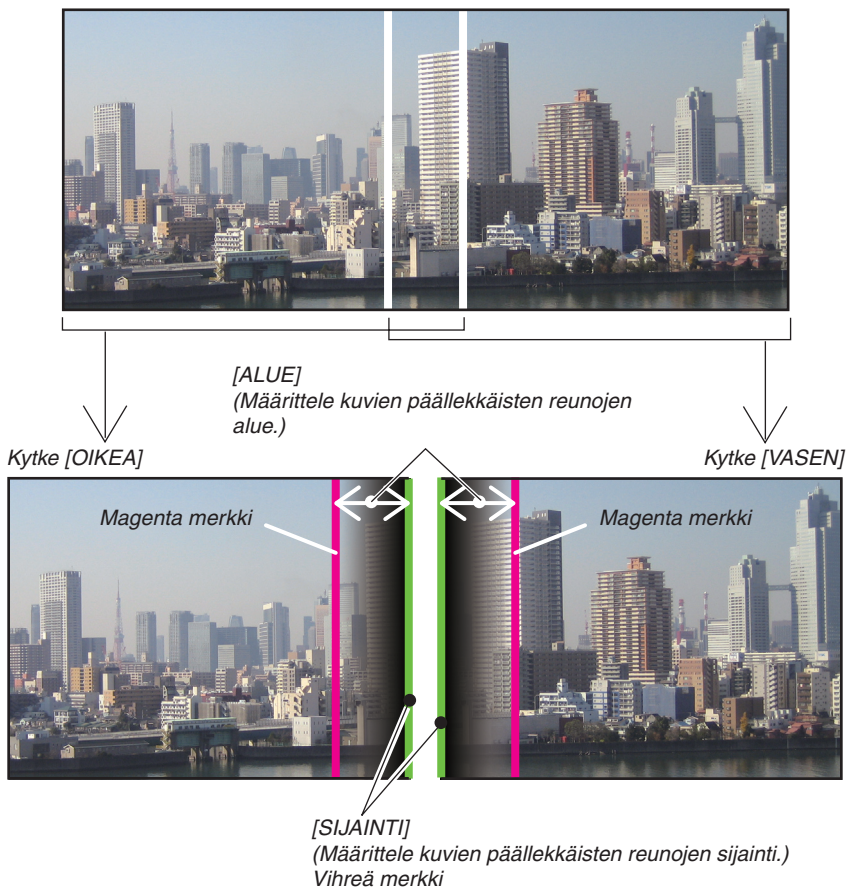 [ALUE]
(Määrittele kuvien päällekkäisten reunojen
alue.)
Kytke [OIKEA]
Kytke [VASEN]
Magenta merkki
Magenta merkki
[SIJAINTI]
(Määrittele kuvien päällekkäisten reunojen sijainti.)
Vihreä merkki